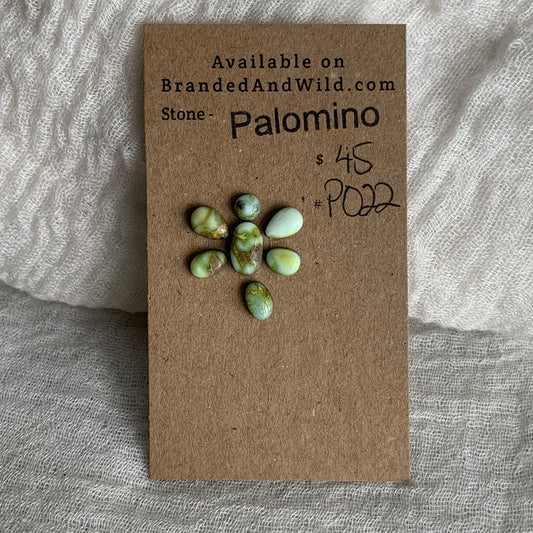 Available on
BrandedAndWild.com
Stone - Palomino
$ 45
# P022